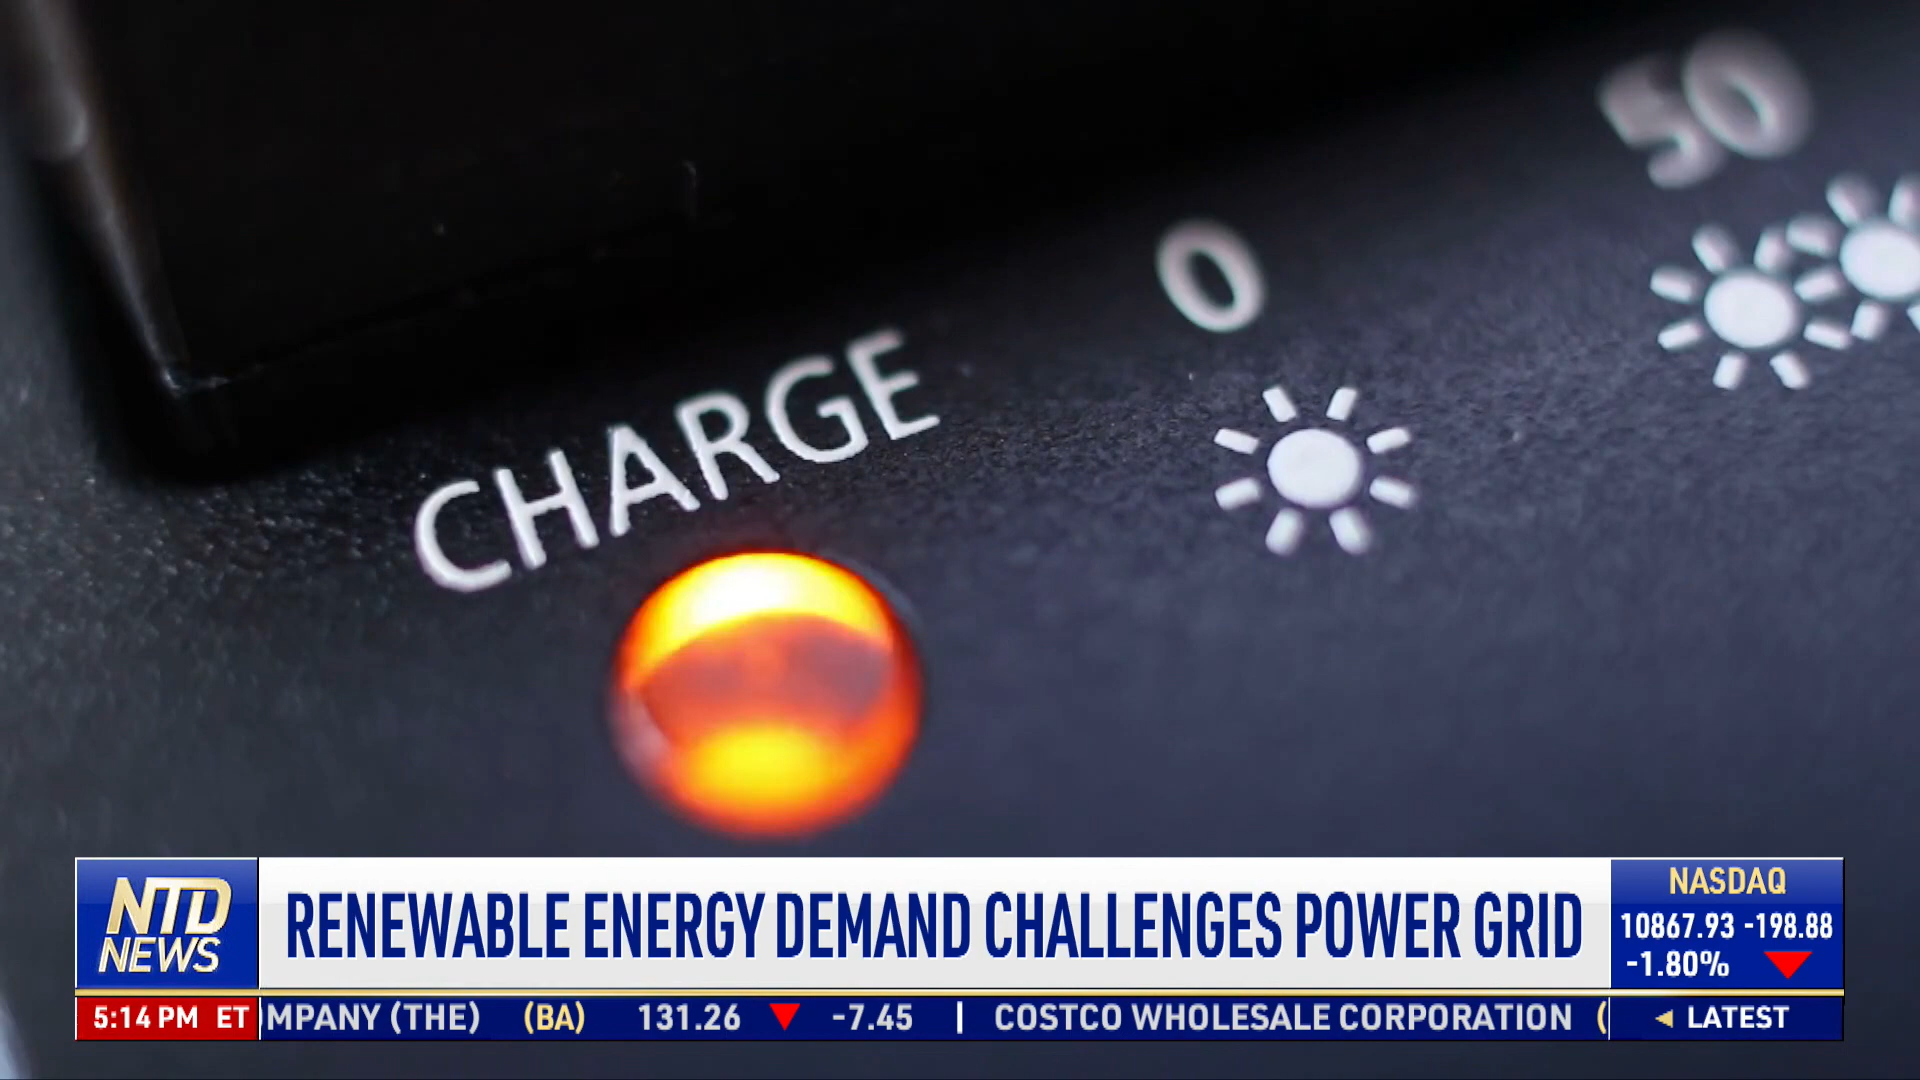 50
0
CHARGE
NTD
NEWS
RENEWABLE ENERGY DEMAND CHALLENGES POWER GRID
NASDAQ
10867.93 -198.88
-1.80%
5:14 PM ET
MPANY (THE) (BA) 131.26 ▼ -7.45 | COSTCO WHOLESALE CORPORATION (
◄ LATEST